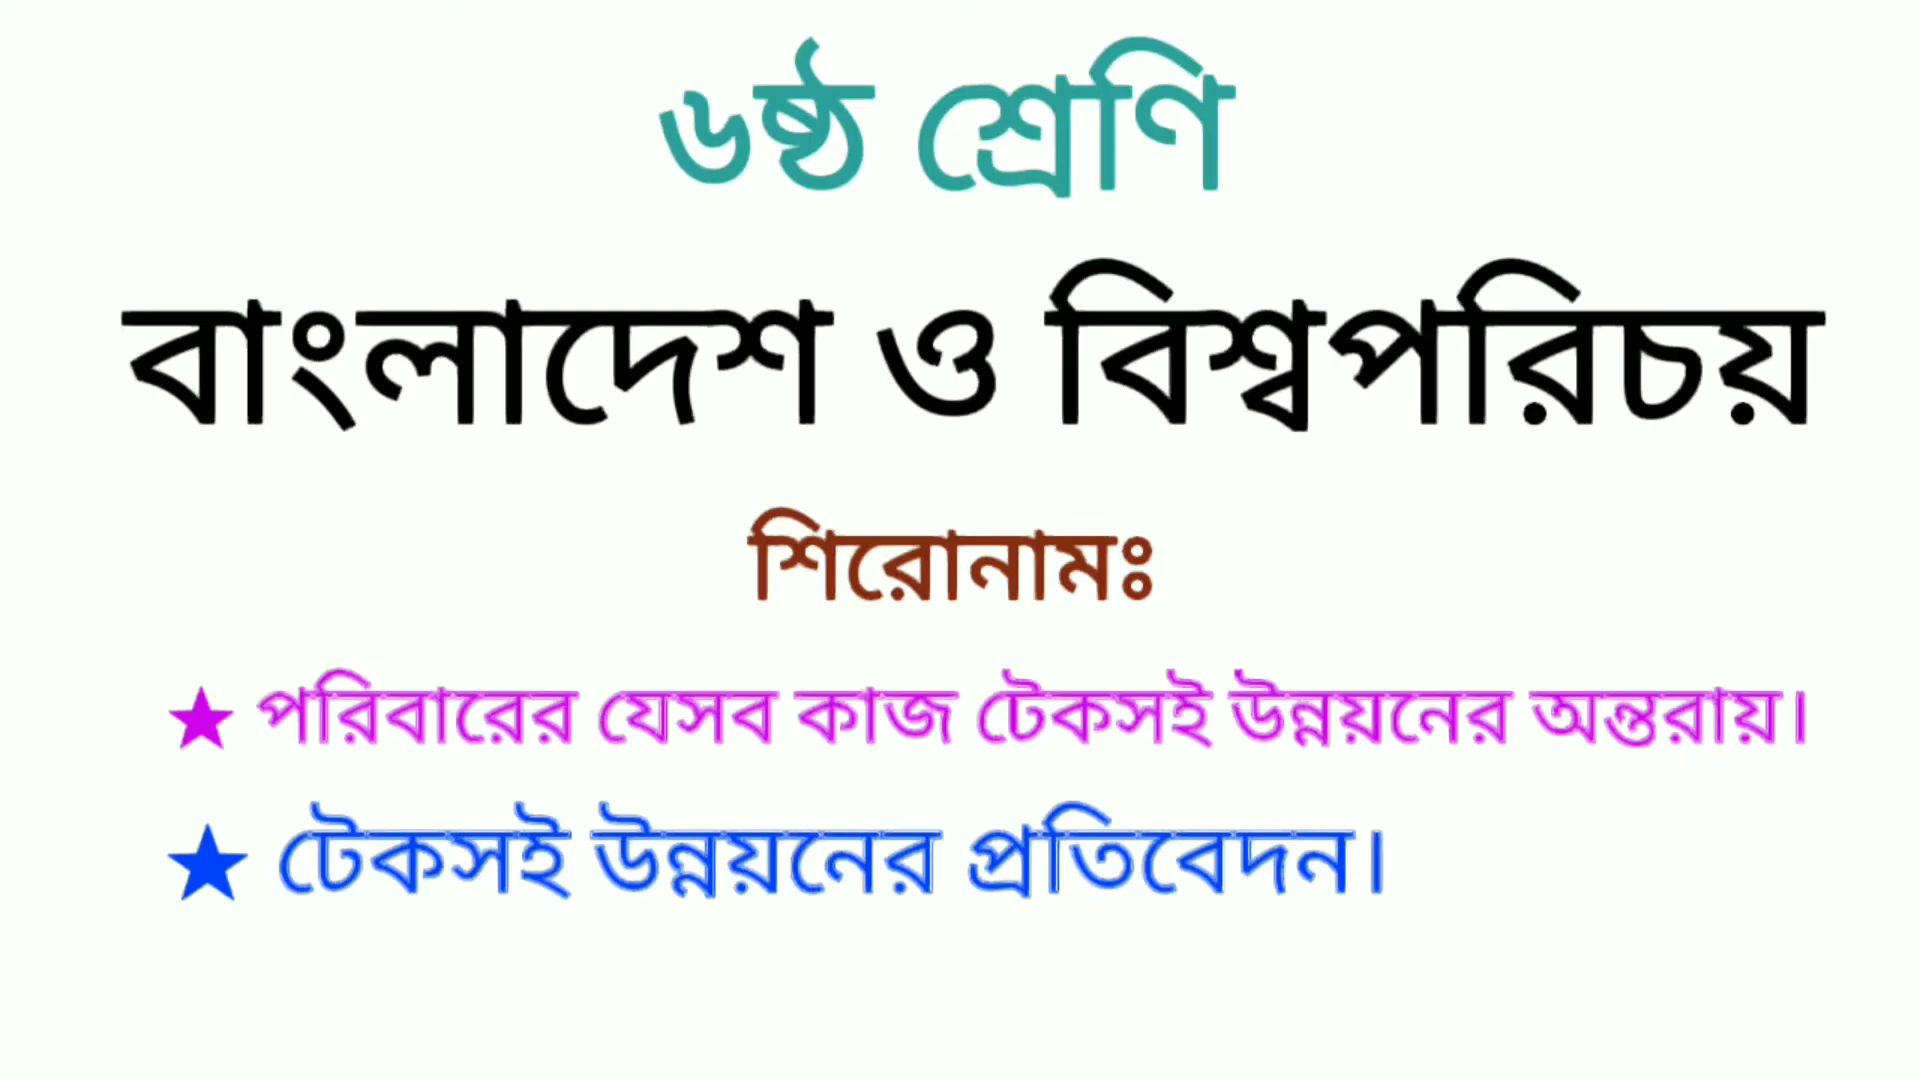 ৬ষ্ঠ শ্রেণি
বাংলাদেশ ও বিশ্বপরিচয়
শিরোনামঃ
★ পরিবারের যেসব কাজ টেকসই উন্নয়নের অন্তরায়।
★ টেকসই উন্নয়নের প্রতিবেদন।